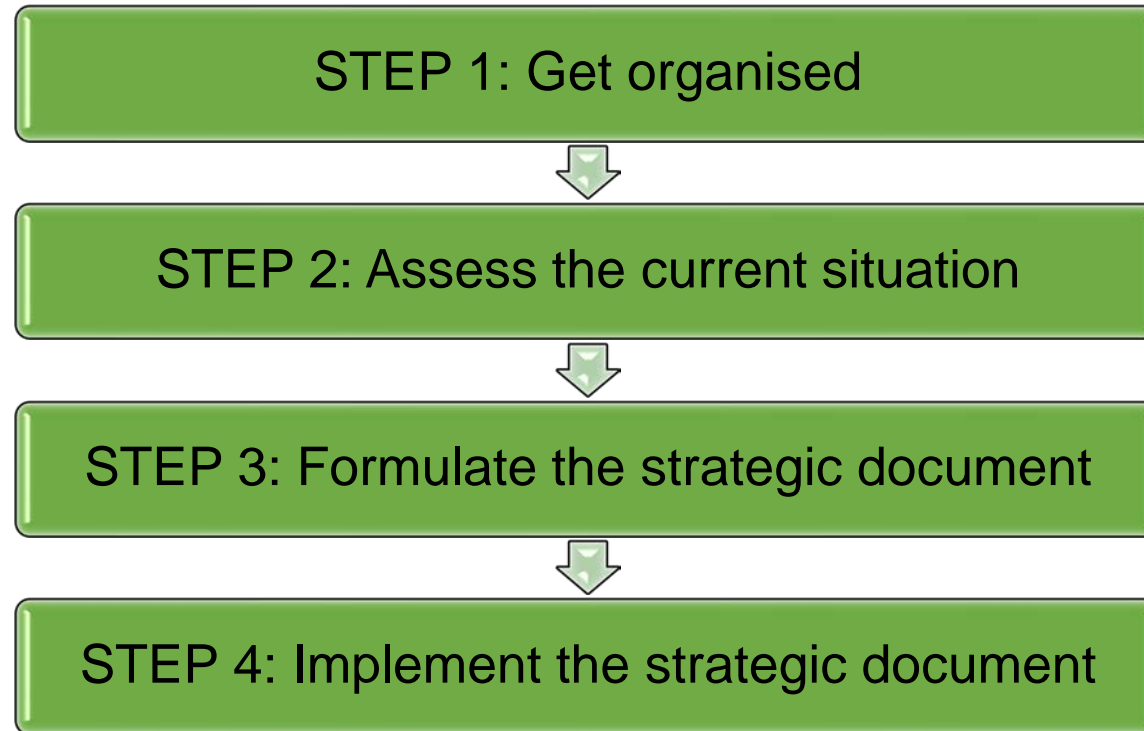 STEP 1: Get organised
STEP 2: Assess the current situation
STEP 3: Formulate the strategic document
STEP 4: Implement the strategic document